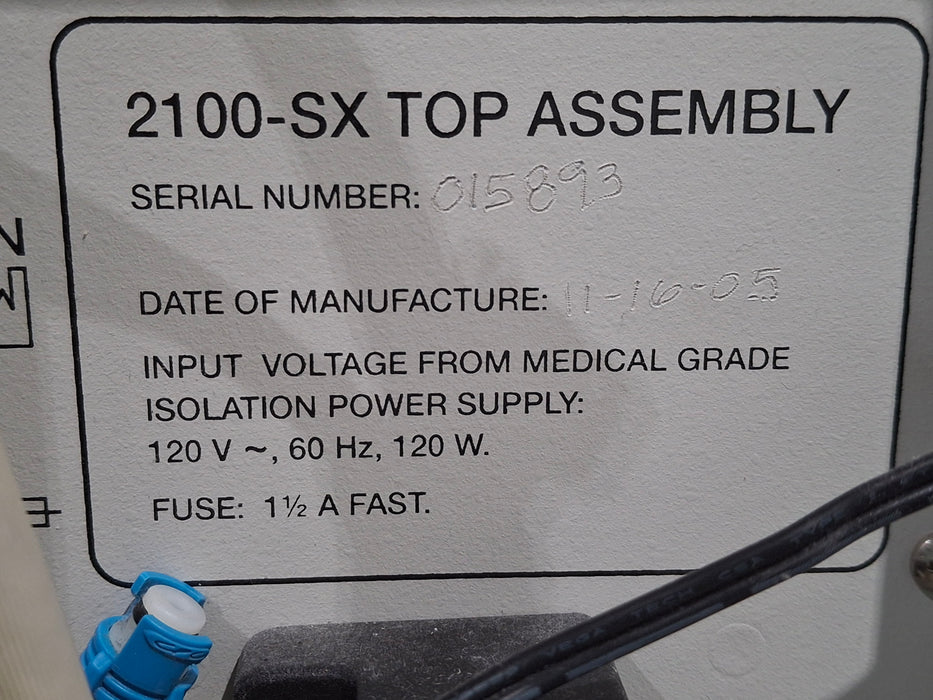 2100-SX TOP ASSEMBLY
SERIAL NUMBER: 015893
DATE OF MANUFACTURE: 11-16-05
INPUT VOLTAGE FROM MEDICAL GRADE
ISOLATION POWER SUPPLY:
120 V ~, 60 Hz, 120 W.
FUSE: 1½ A FAST.